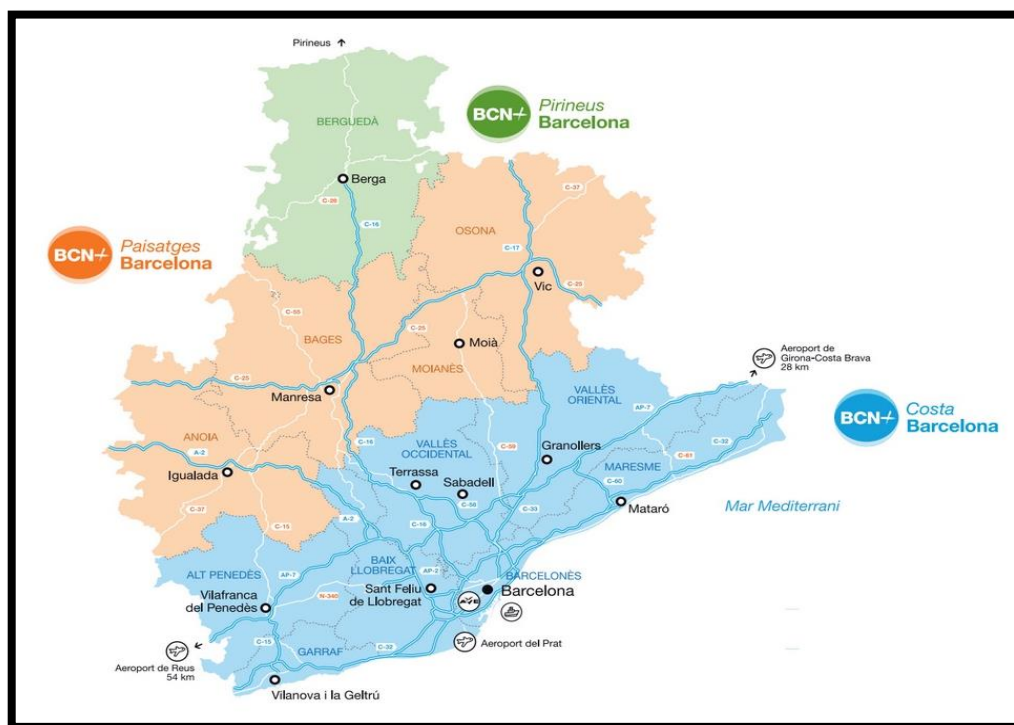 Pirineus
BERGUEDÀ
BCN+
Pirineus
Barcelona
Berga
C-26
C-16
C-37
OSONA
BCN+
Paisatges
Barcelona
C-17
Vic
C-25
C-55
C-25
BAGES
Moià
MOIANÈS
Aeroport de
Girona-Costa Brava
28 km
C-25
Manresa
VALLÈS
ORIENTAL
AP-7
BCN+
Costa
Barcelona
ANOIA
A-2
C-16
VALLÈS
OCCIDENTAL
C-59
Granollers
C-32
C-61
MARESME
Igualada
Terrassa
Sabadell
C-60
Mataró
Mar Mediterrani
C-37
C-15
A-2
C-16
C-58
C-33
ALT PENEDÈS
AP-7
BAIX
LLOBREGAT
AP-2
BARCELONÈS
Barcelona
Vilafranca
del Penedès
N-340
Sant Feliu
de Llobregat
AVE
Aeroport del Prat
Aeroport de Reus
54 km
C-15
GARRAF
C-32
Vilanova i la Geltrú